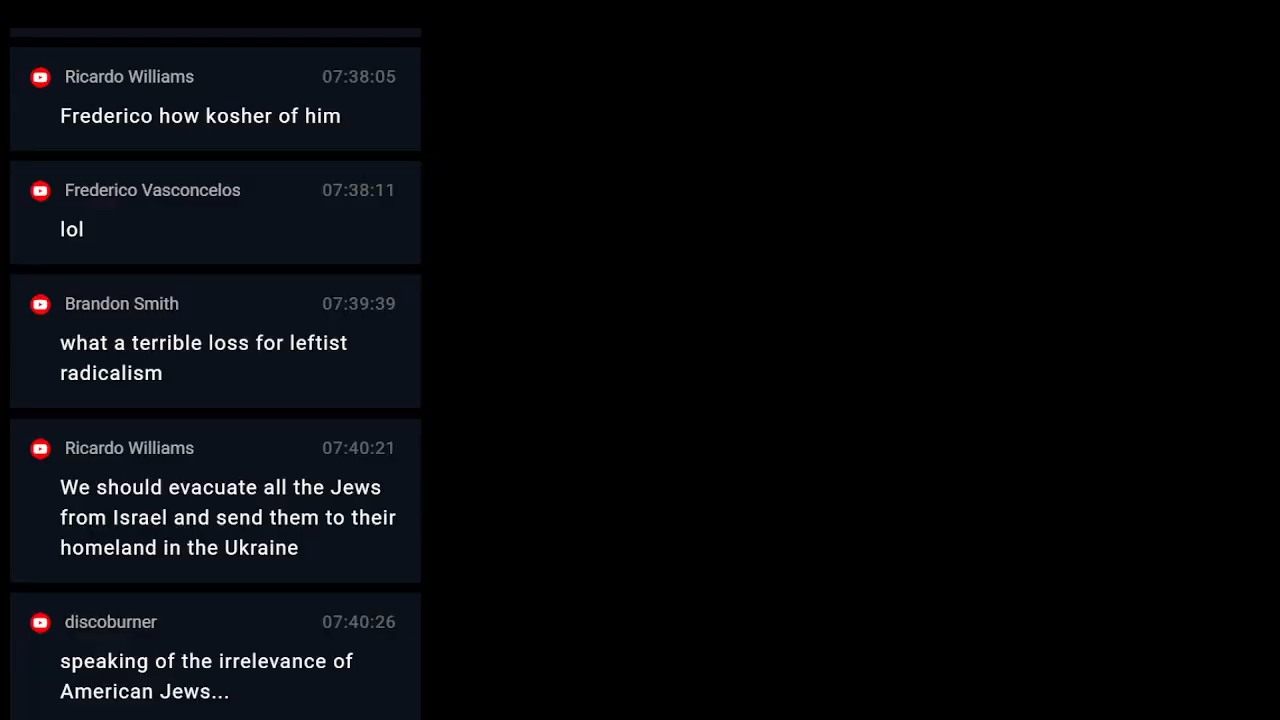 Ricardo Williams 07:38:05
Frederico how kosher of him
Frederico Vasconcelos 07:38:11
lol
Brandon Smith 07:39:39
what a terrible loss for leftist
radicalism
Ricardo Williams 07:40:21
We should evacuate all the Jews
from Israel and send them to their
homeland in the Ukraine
discoburner 07:40:26
speaking of the irrelevance of
American Jews...